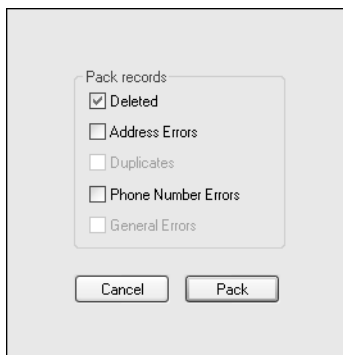 Pack records
Deleted
Address Errors
Duplicates
Phone Number Errors
General Errors
Cancel Pack